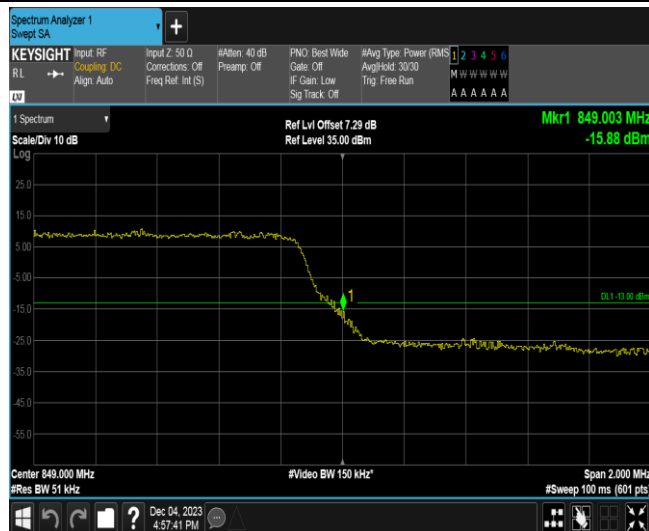 Spectrum Analyzer 1
Swept SA
+
KEYSIGHT
RL
LXI
Input: RF
Coupling: DC
Align: Auto
Input Z: 50 Ω
Corrections: Off
Freq Ref: Int (S)
#Atten: 40 dB
Preamp: Off
PNO: Best Wide
Gate: Off
IF Gain: Low
Sig Track: Off
#Avg Type: Power (RMS
Avg|Hold: 30/30
Trig: Free Run
1 2 3 4 5 6
M W W W W W
A A A A A A
1 Spectrum
Scale/Div 10 dB
Ref Lvl Offset 7.29 dB
Ref Level 35.00 dBm
Mkr1 849.003 MHz
-15.88 dBm
Log
25.0
15.0
5.00
-5.00
1
DL1 -13.00 dBm
-15.0
-25.0
-35.0
-45.0
-55.0
Center 849.000 MHz
#Video BW 150 kHz*
Span 2.000 MHz
#Res BW 51 kHz
#Sweep 100 ms (601 pts)
?
Dec 04, 2023
4:57:41 PM